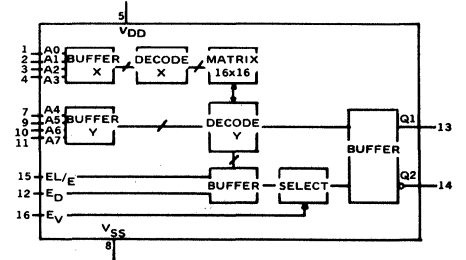 5
VDD
1 A0
2 A1
3 A2
4 A3
BUFFER X
DECODE X
MATRIX 16x16
7 A4
9 A5
10 A6
11 A7
BUFFER Y
DECODE Y
BUFFER
Q1 13
Q2 14
15 EL/E
12 ED
BUFFER
SELECT
16 EV
VSS
8